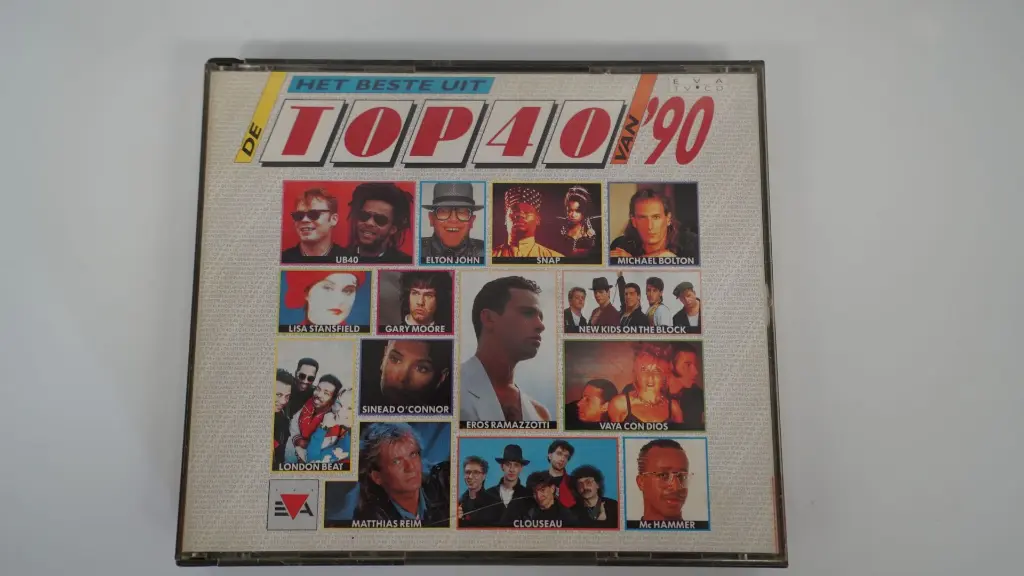 HET BESTE UIT
DE TOP 40 VAN '90
EVA
TV•CD
UB40
ELTON JOHN
SNAP
MICHAEL BOLTON
LISA STANSFIELD
GARY MOORE
NEW KIDS ON THE BLOCK
SINEAD O'CONNOR
EROS RAMAZZOTTI
VAYA CON DIOS
LONDON BEAT
EVA
MATTHIAS REIM
CLOUSEAU
Mc HAMMER